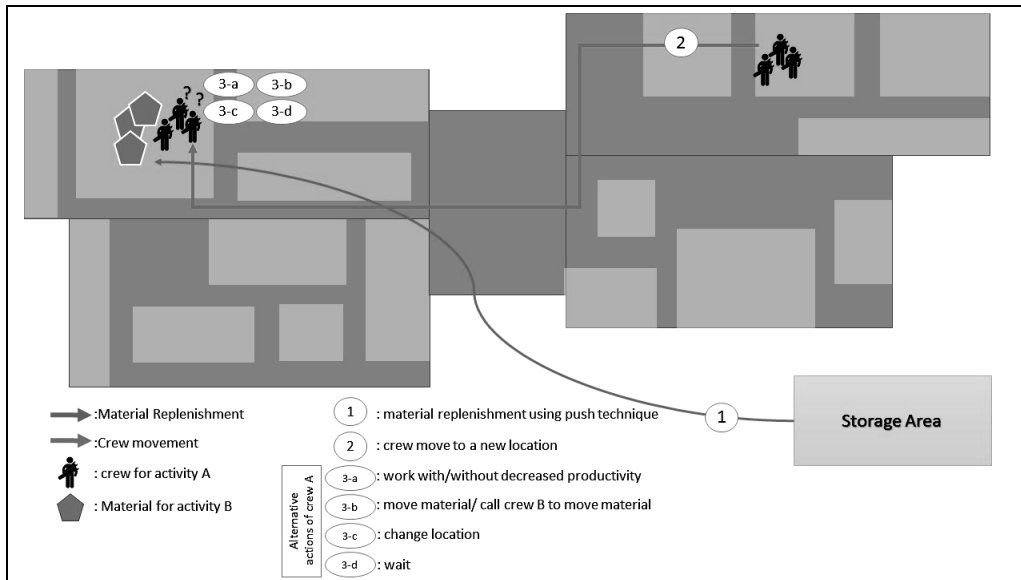 2
3-a
3-b
? ?
3-c
3-d
1
Storage Area
:Material Replenishment
:Crew movement
: crew for activity A
: Material for activity B
1 : material replenishment using push technique
2 : crew move to a new location
Alternative
actions of crew A
3-a : work with/without decreased productivity
3-b : move material/ call crew B to move material
3-c : change location
3-d : wait